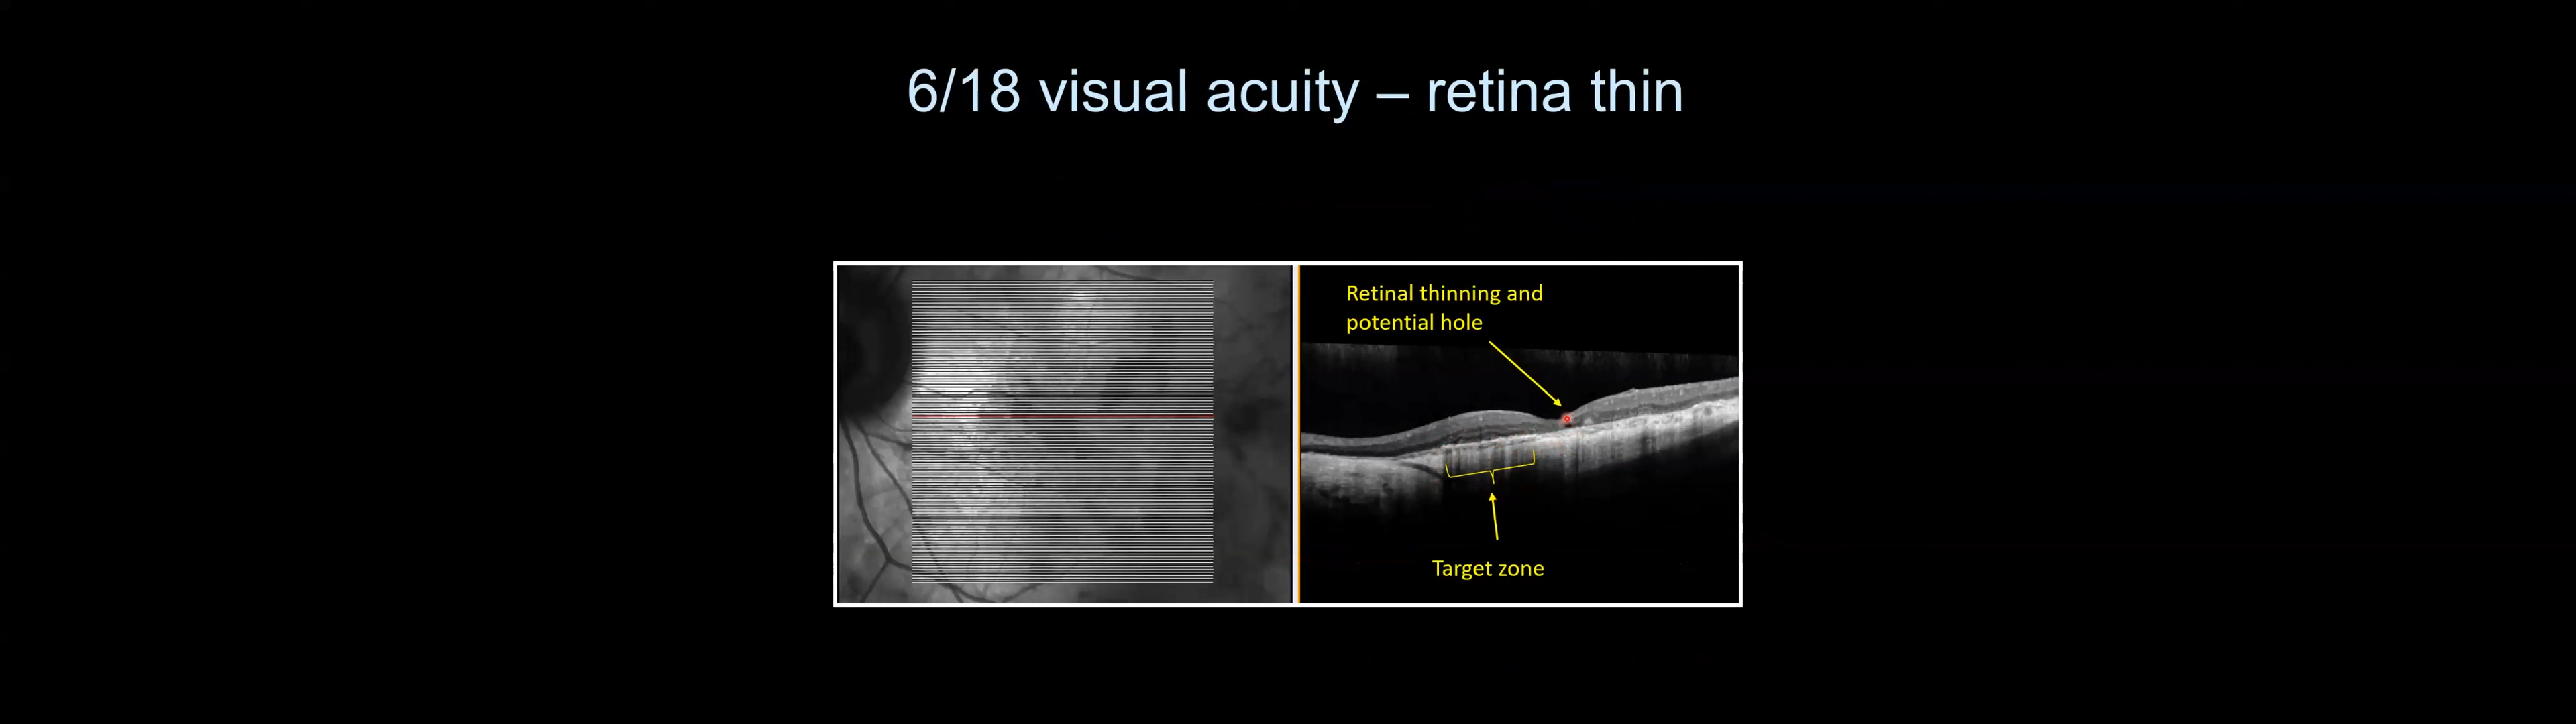 6/18 visual acuity – retina thin
Retinal thinning and
potential hole
Target zone